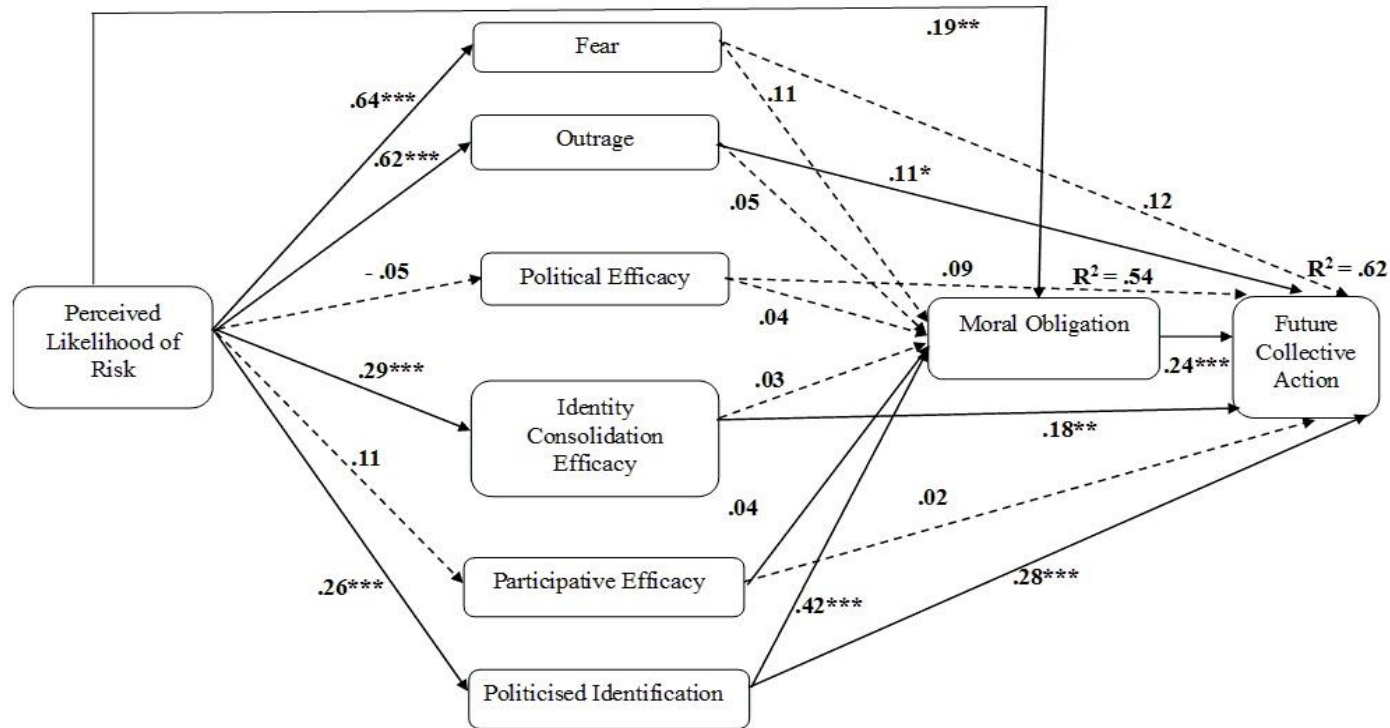 .19**
Fear
.11
.64***
Outrage
.62***
.11*
.05
.12
- .05
Political Efficacy
.09
R² = .54
R² = .62
.04
Perceived
Likelihood of
Risk
Moral Obligation
Future
Collective
Action
.24***
.29***
.03
Identity
Consolidation
Efficacy
.18**
.11
.04
.02
Participative Efficacy
.26***
.42***
.28***
Politicised Identification